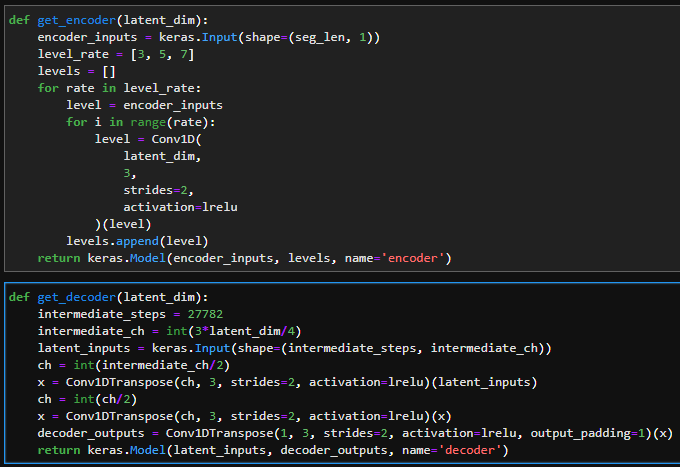 def get_encoder(latent_dim):
    encoder_inputs = keras.Input(shape=(seg_len, 1))
    level_rate = [3, 5, 7]
    levels = []
    for rate in level_rate:
        level = encoder_inputs
        for i in range(rate):
            level = Conv1D(
                latent_dim,
                3,
                strides=2,
                activation=lrelu
            )(level)
        levels.append(level)
    return keras.Model(encoder_inputs, levels, name='encoder')
def get_decoder(latent_dim):
    intermediate_steps = 27782
    intermediate_ch = int(3*latent_dim/4)
    latent_inputs = keras.Input(shape=(intermediate_steps, intermediate_ch))
    ch = int(intermediate_ch/2)
    x = Conv1DTranspose(ch, 3, strides=2, activation=lrelu)(latent_inputs)
    ch = int(ch/2)
    x = Conv1DTranspose(ch, 3, strides=2, activation=lrelu)(x)
    decoder_outputs = Conv1DTranspose(1, 3, strides=2, activation=lrelu, output_padding=1)(x)
    return keras.Model(latent_inputs, decoder_outputs, name='decoder')